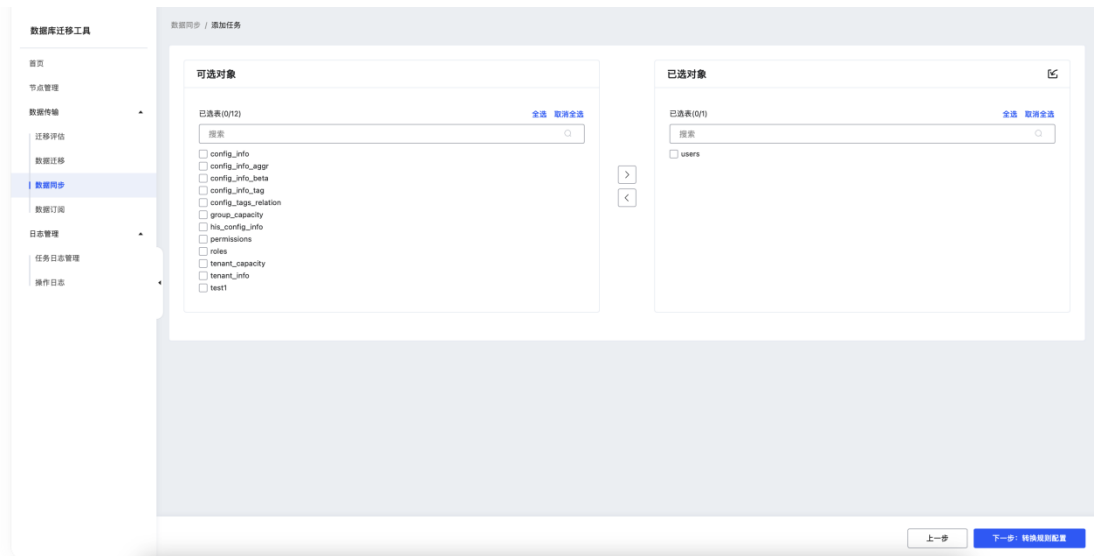 数据库迁移工具
首页
节点管理
数据传输
迁移评估
数据迁移
数据同步
数据订阅
日志管理
任务日志管理
操作日志
数据同步 / 添加任务
可选对象
已选表(0/12) 全选 取消全选
搜索
config_info
config_info_aggr
config_info_beta
config_info_tag
config_tags_relation
group_capacity
his_config_info
permissions
roles
tenant_capacity
tenant_info
test1
已选对象
已选表(0/1) 全选 取消全选
搜索
users
上一步 下一步：转换规则配置